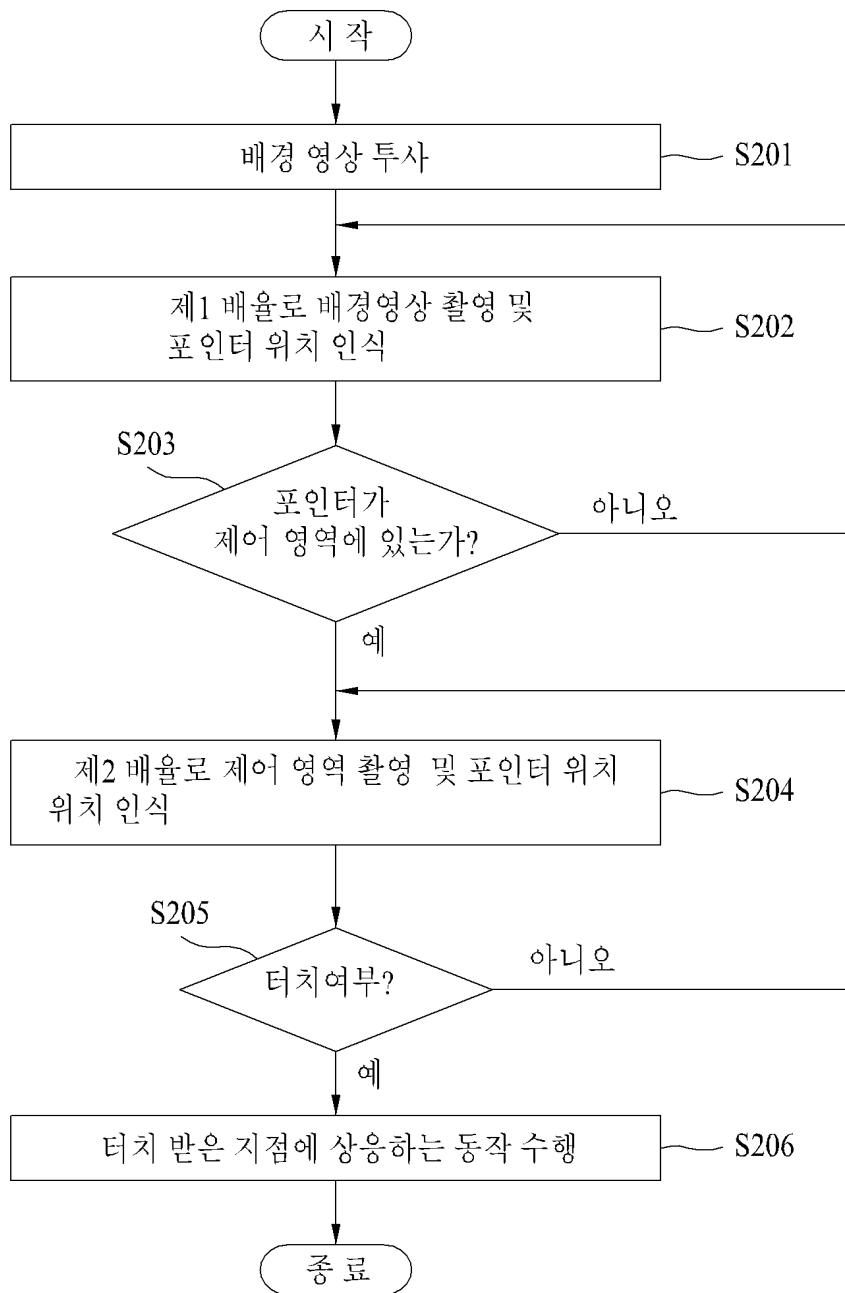 시 작
배경 영상 투사
S201
제1 배율로 배경영상 촬영 및
포인터 위치 인식
S202
S203
포인터가
제어 영역에 있는가?
아니오
예
제2 배율로 제어 영역 촬영 및 포인터 위치
위치 인식
S204
S205
터치여부?
아니오
예
터치 받은 지점에 상응하는 동작 수행
S206
종 료